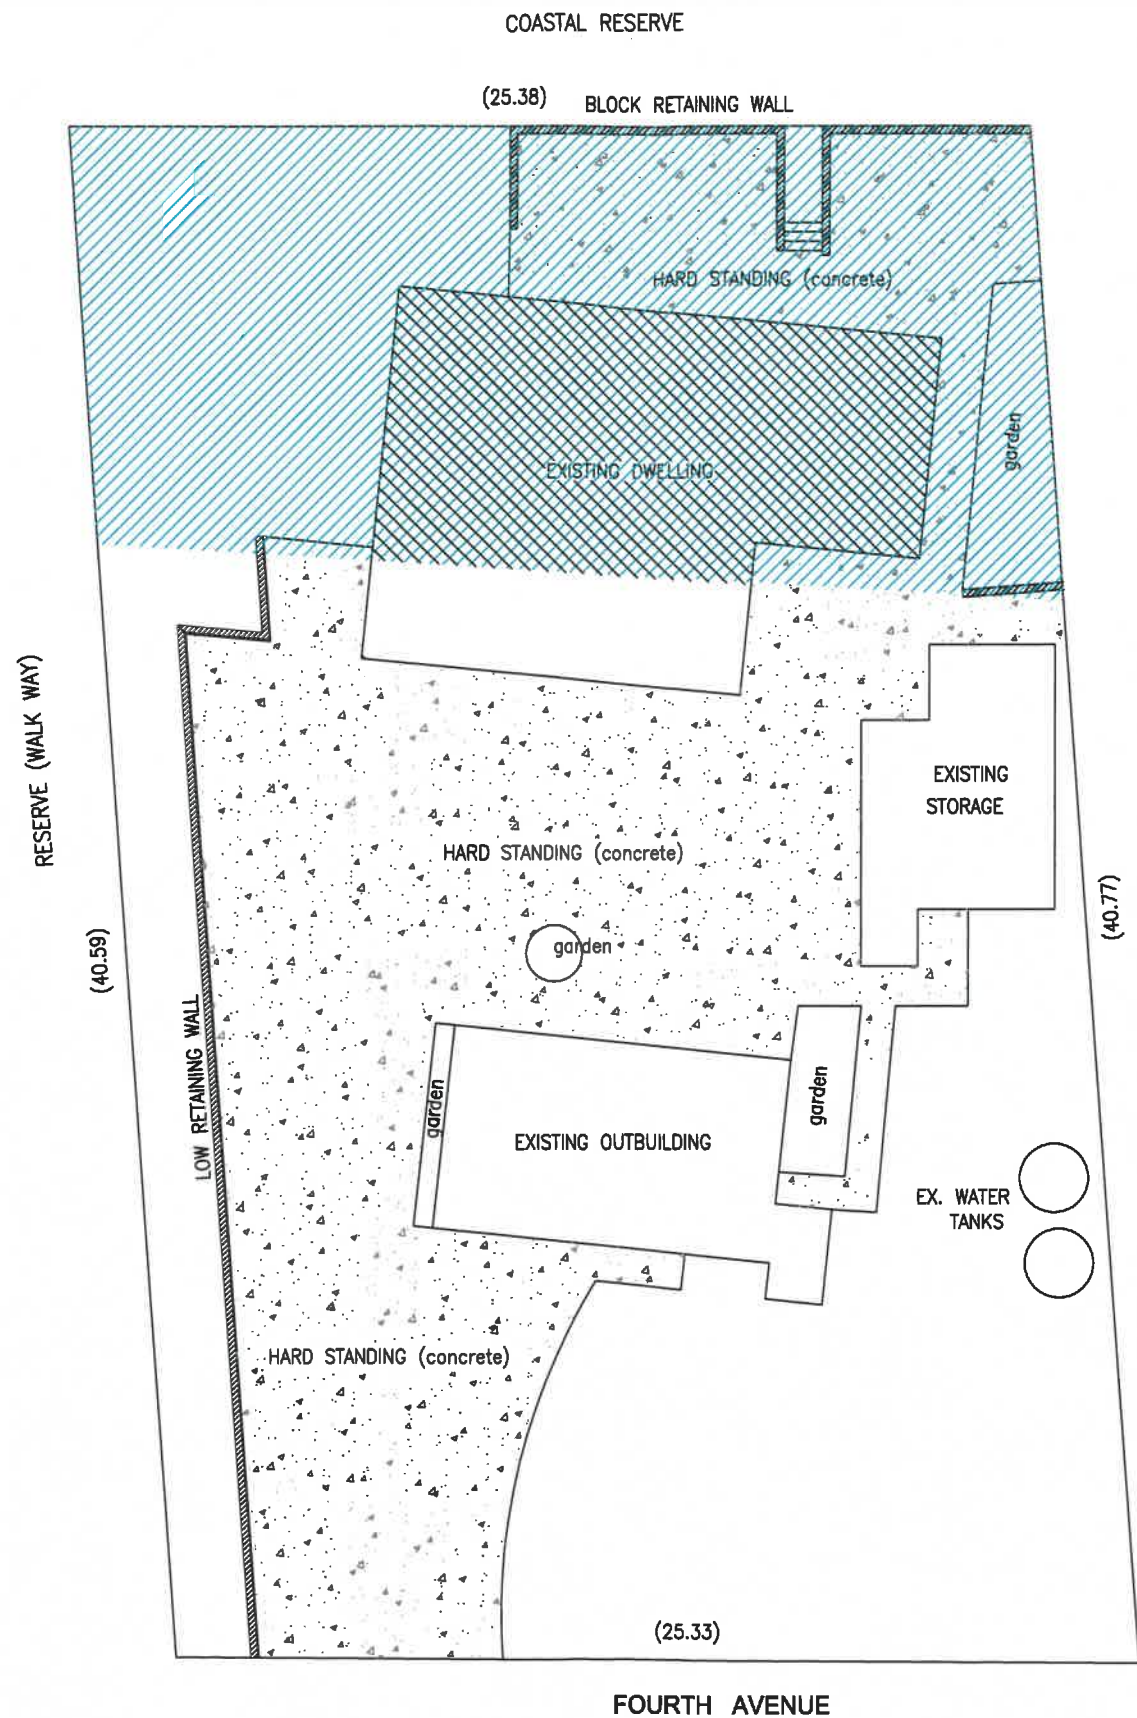 COASTAL RESERVE
(25.38)
BLOCK RETAINING WALL
HARD STANDING (concrete)
garden
EXISTING DWELLING
RESERVE (WALK WAY)
EXISTING
STORAGE
HARD STANDING (concrete)
(40.77)
garden
(40.59)
LOW RETAINING WALL
garden
garden
EXISTING OUTBUILDING
EX. WATER
TANKS
HARD STANDING (concrete)
(25.33)
FOURTH AVENUE